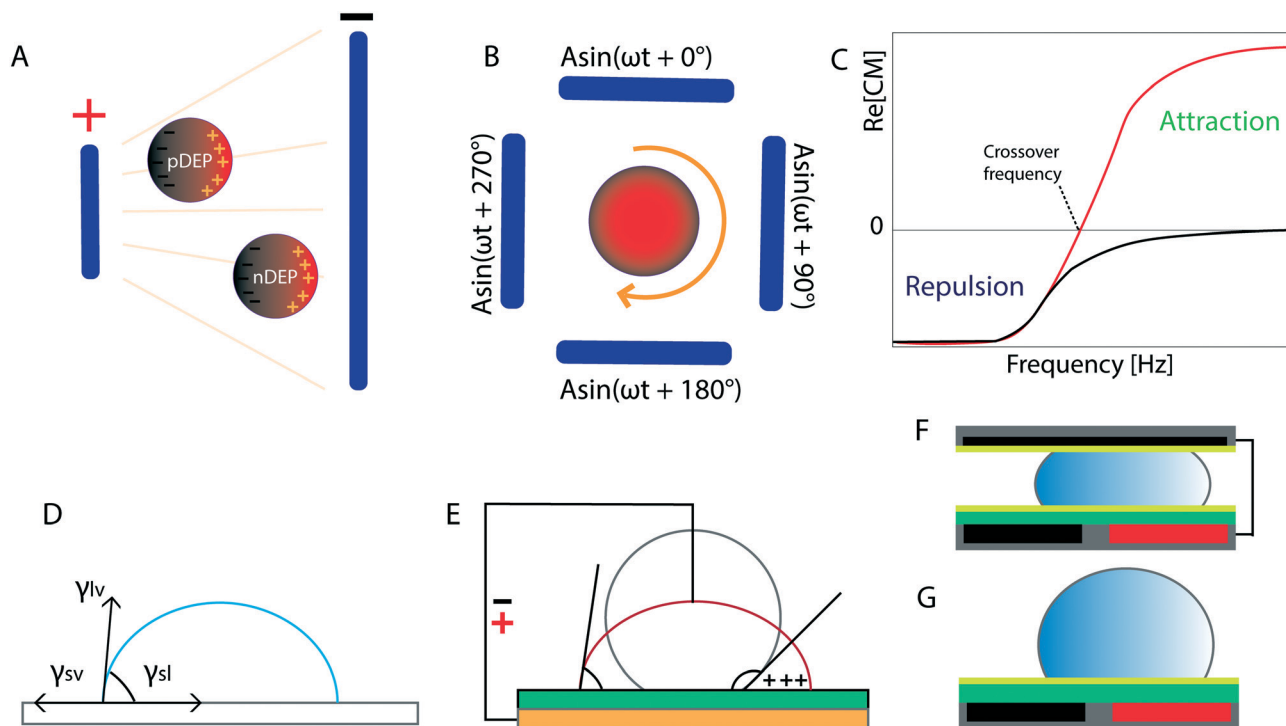 A
−
+
− − − − − −
pDEP
+ + + + + +
nDEP
− − − − −
+ + + + +
B
Asin(ωt + 0°)
Asin(ωt + 270°)
Asin(ωt + 90°)
Asin(ωt + 180°)
C
Re[CM]
Attraction
Crossover
frequency
0
Repulsion
Frequency [Hz]
D
γlv
γsv
γsl
E
−
+
+ + +
F
G